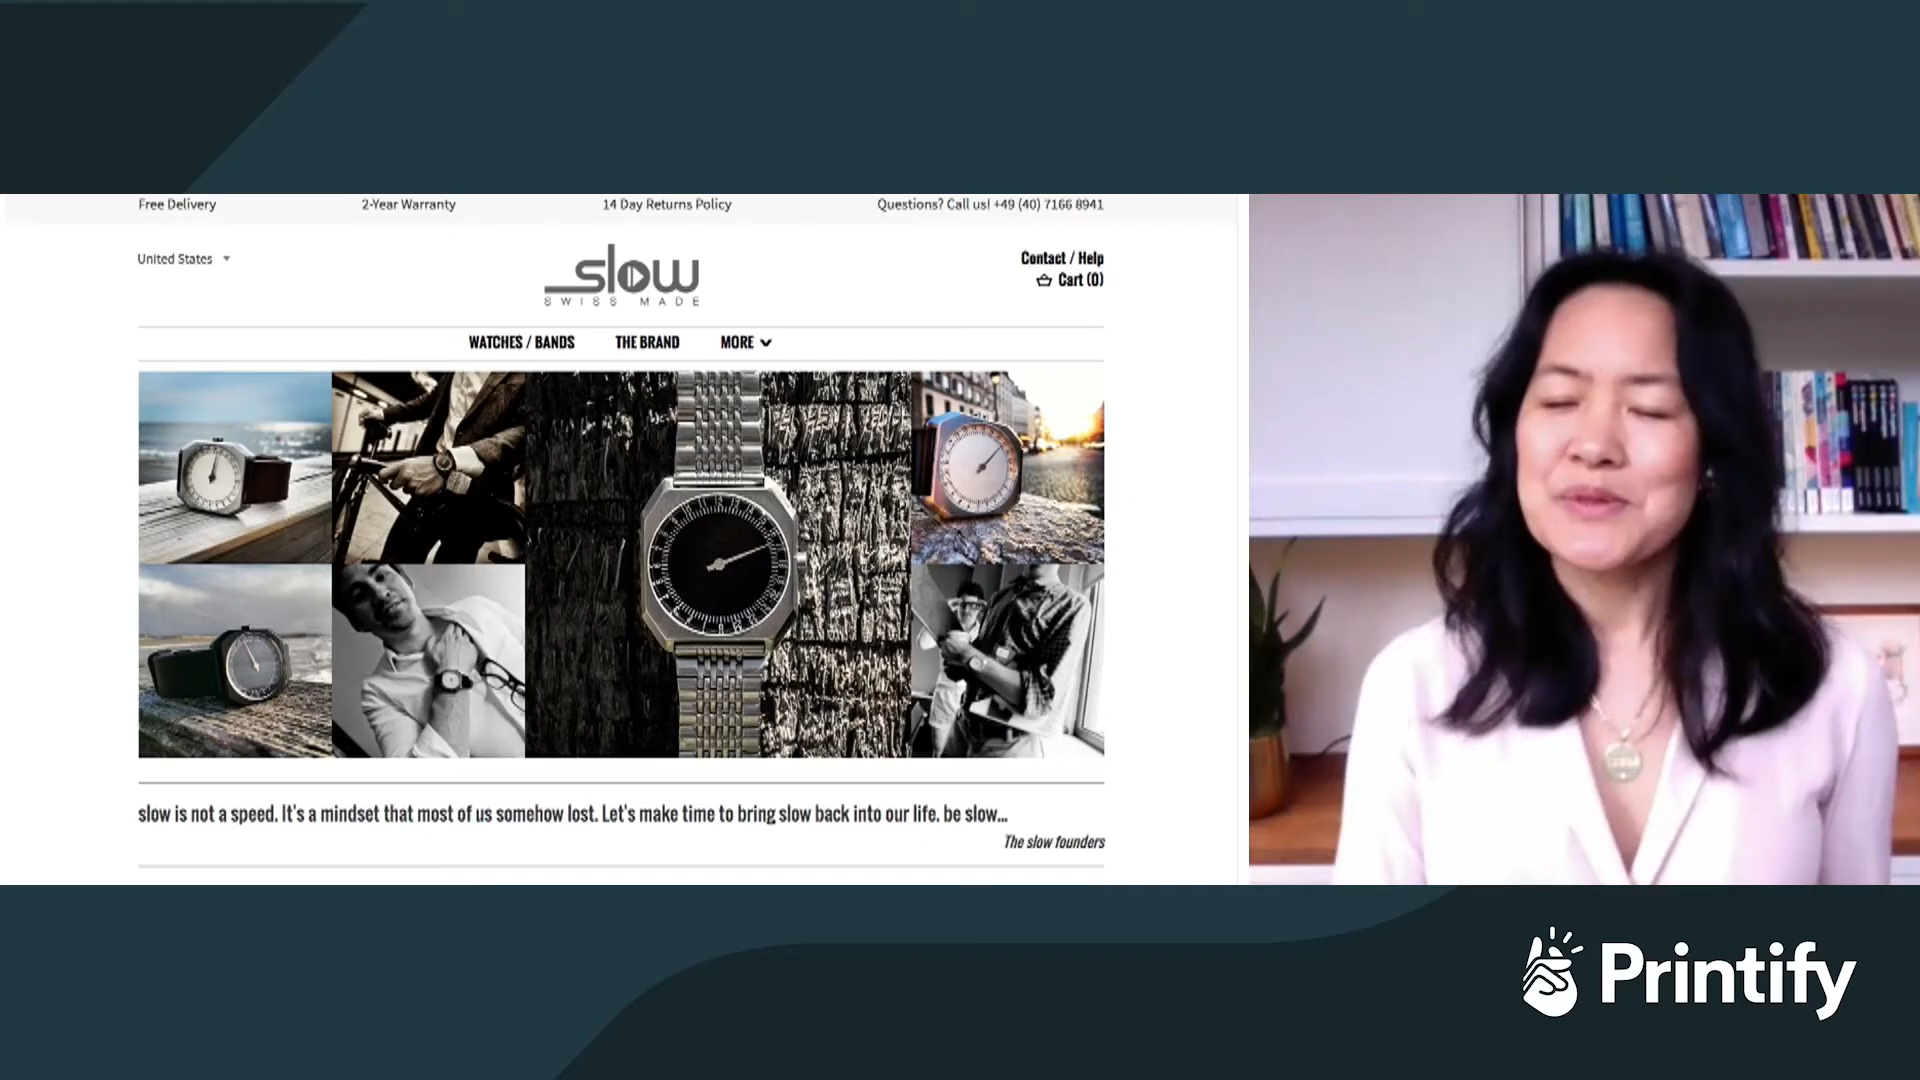 Free Delivery
2-Year Warranty
14 Day Returns Policy
Questions? Call us! +49 (40) 7166 8941
United States
slow
SWISS MADE
Contact / Help
Cart (0)
WATCHES / BANDS
THE BRAND
MORE
slow is not a speed. It's a mindset that most of us somehow lost. Let's make time to bring slow back into our life. be slow...
The slow founders
Printify